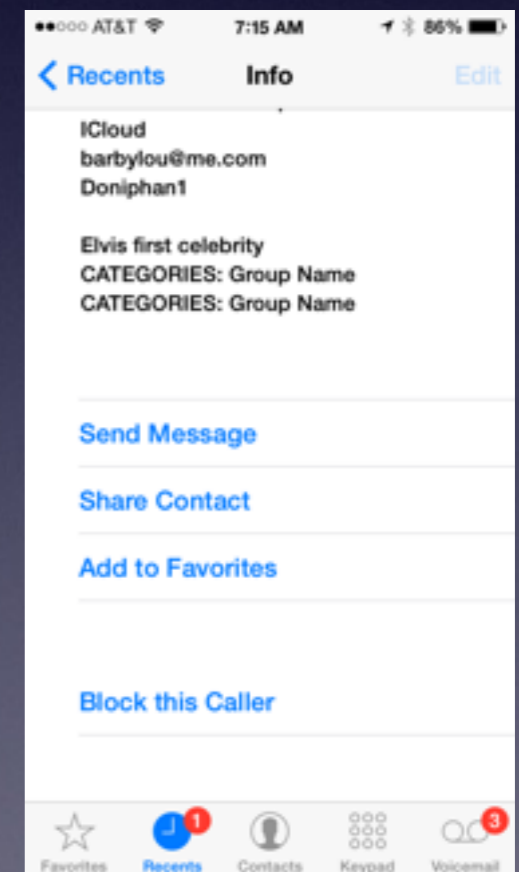 AT&T 7:15 AM 86%
Recents Info Edit
ICloud
barbylou@me.com
Doniphan1
Elvis first celebrity
CATEGORIES: Group Name
CATEGORIES: Group Name
Send Message
Share Contact
Add to Favorites
Block this Caller
1 3
Favorites Recents Contacts Keypad Voicemail